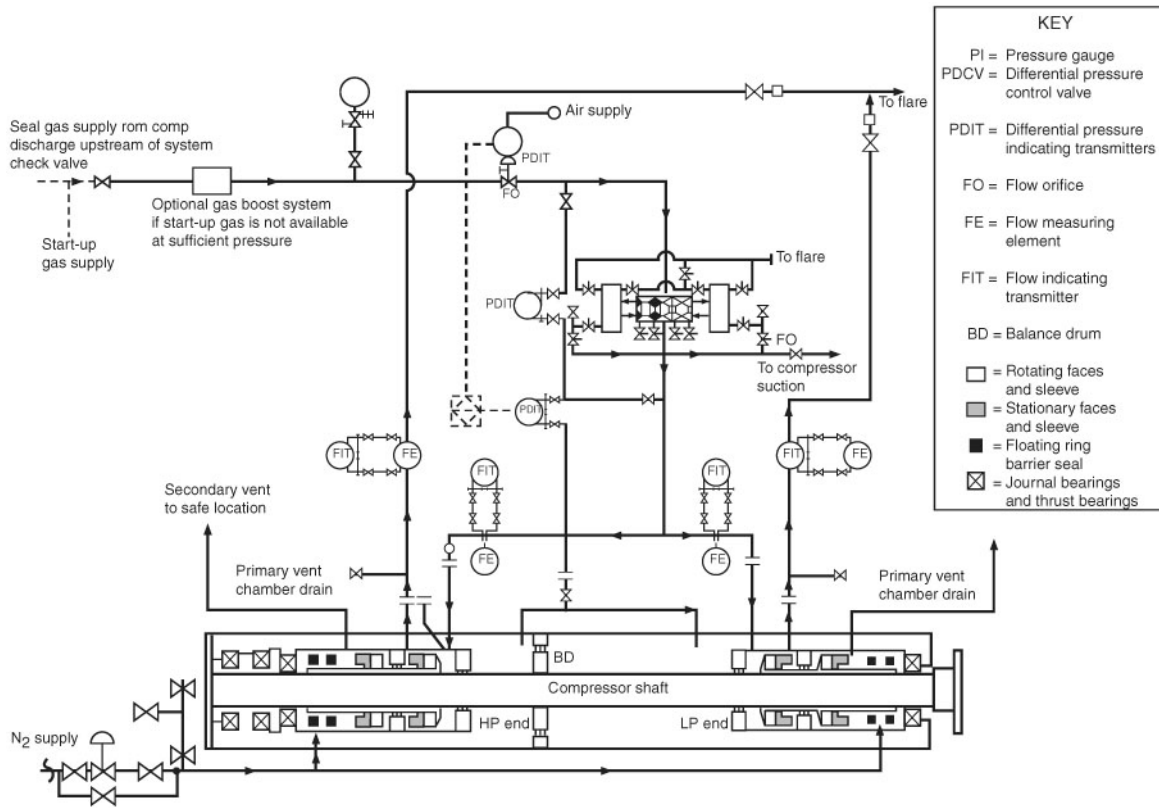 KEY
PI = Pressure gauge
PDCV = Differential pressure
control valve
PDIT = Differential pressure
indicating transmitters
FO = Flow orifice
FE = Flow measuring
element
FIT = Flow indicating
transmitter
BD = Balance drum
= Rotating faces
and sleeve
= Stationary faces
and sleeve
= Floating ring
barrier seal
= Journal bearings
and thrust bearings
To flare
Air supply
Seal gas supply rom comp
discharge upstream of system
check valve
PDIT
FO
Optional gas boost system
if start-up gas is not available
at sufficient pressure
Start-up
gas supply
To flare
PDIT
FO
To compressor
suction
PDIT
FIT
FE
FIT
FE
FIT
FE
FIT
FE
Secondary vent
to safe location
Primary vent
chamber drain
Primary vent
chamber drain
BD
Compressor shaft
HP end
LP end
N2 supply